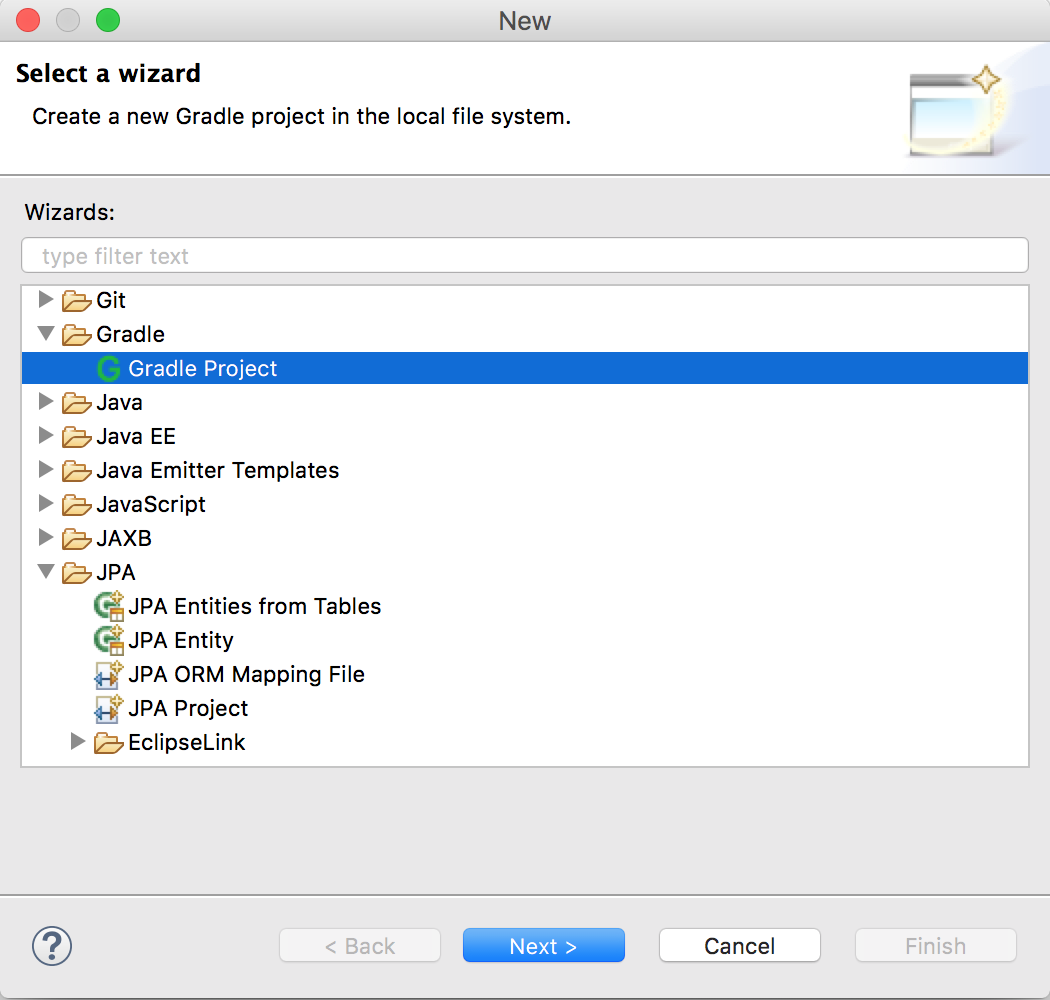 New
Select a wizard
Create a new Gradle project in the local file system.
Wizards:
type filter text
Git
Gradle
Gradle Project
Java
Java EE
Java Emitter Templates
JavaScript
JAXB
JPA
JPA Entities from Tables
JPA Entity
JPA ORM Mapping File
JPA Project
EclipseLink
? < Back Next > Cancel Finish